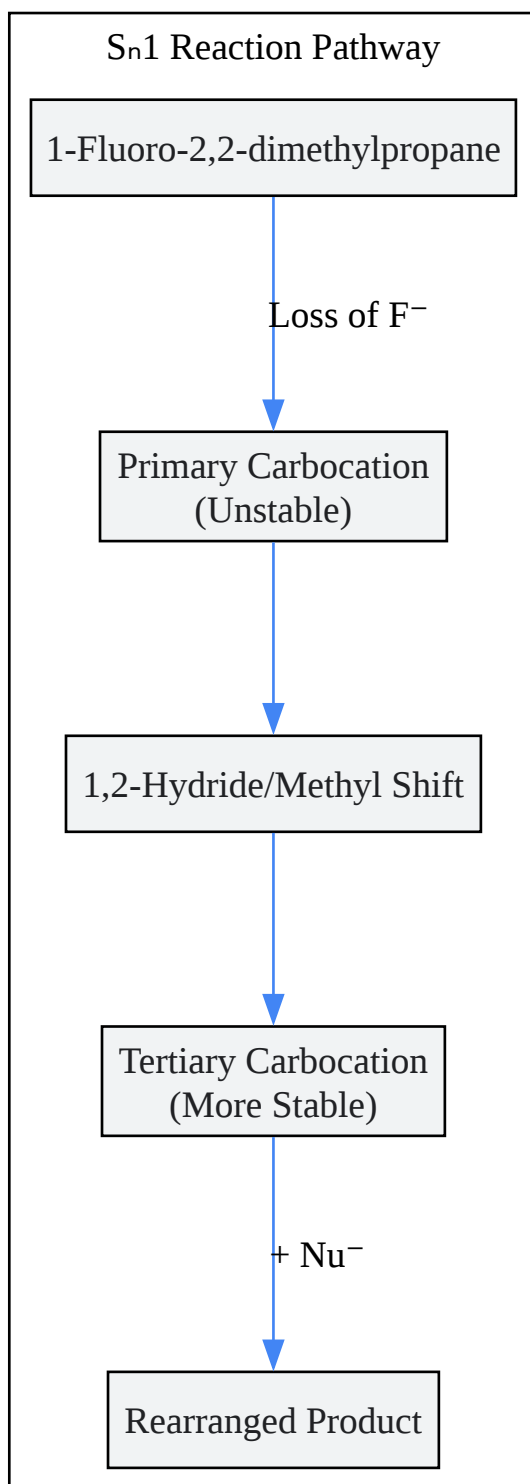 Sₙ1 Reaction Pathway
1-Fluoro-2,2-dimethylpropane
Loss of F⁻
Primary Carbocation
(Unstable)
1,2-Hydride/Methyl Shift
Tertiary Carbocation
(More Stable)
+ Nu⁻
Rearranged Product